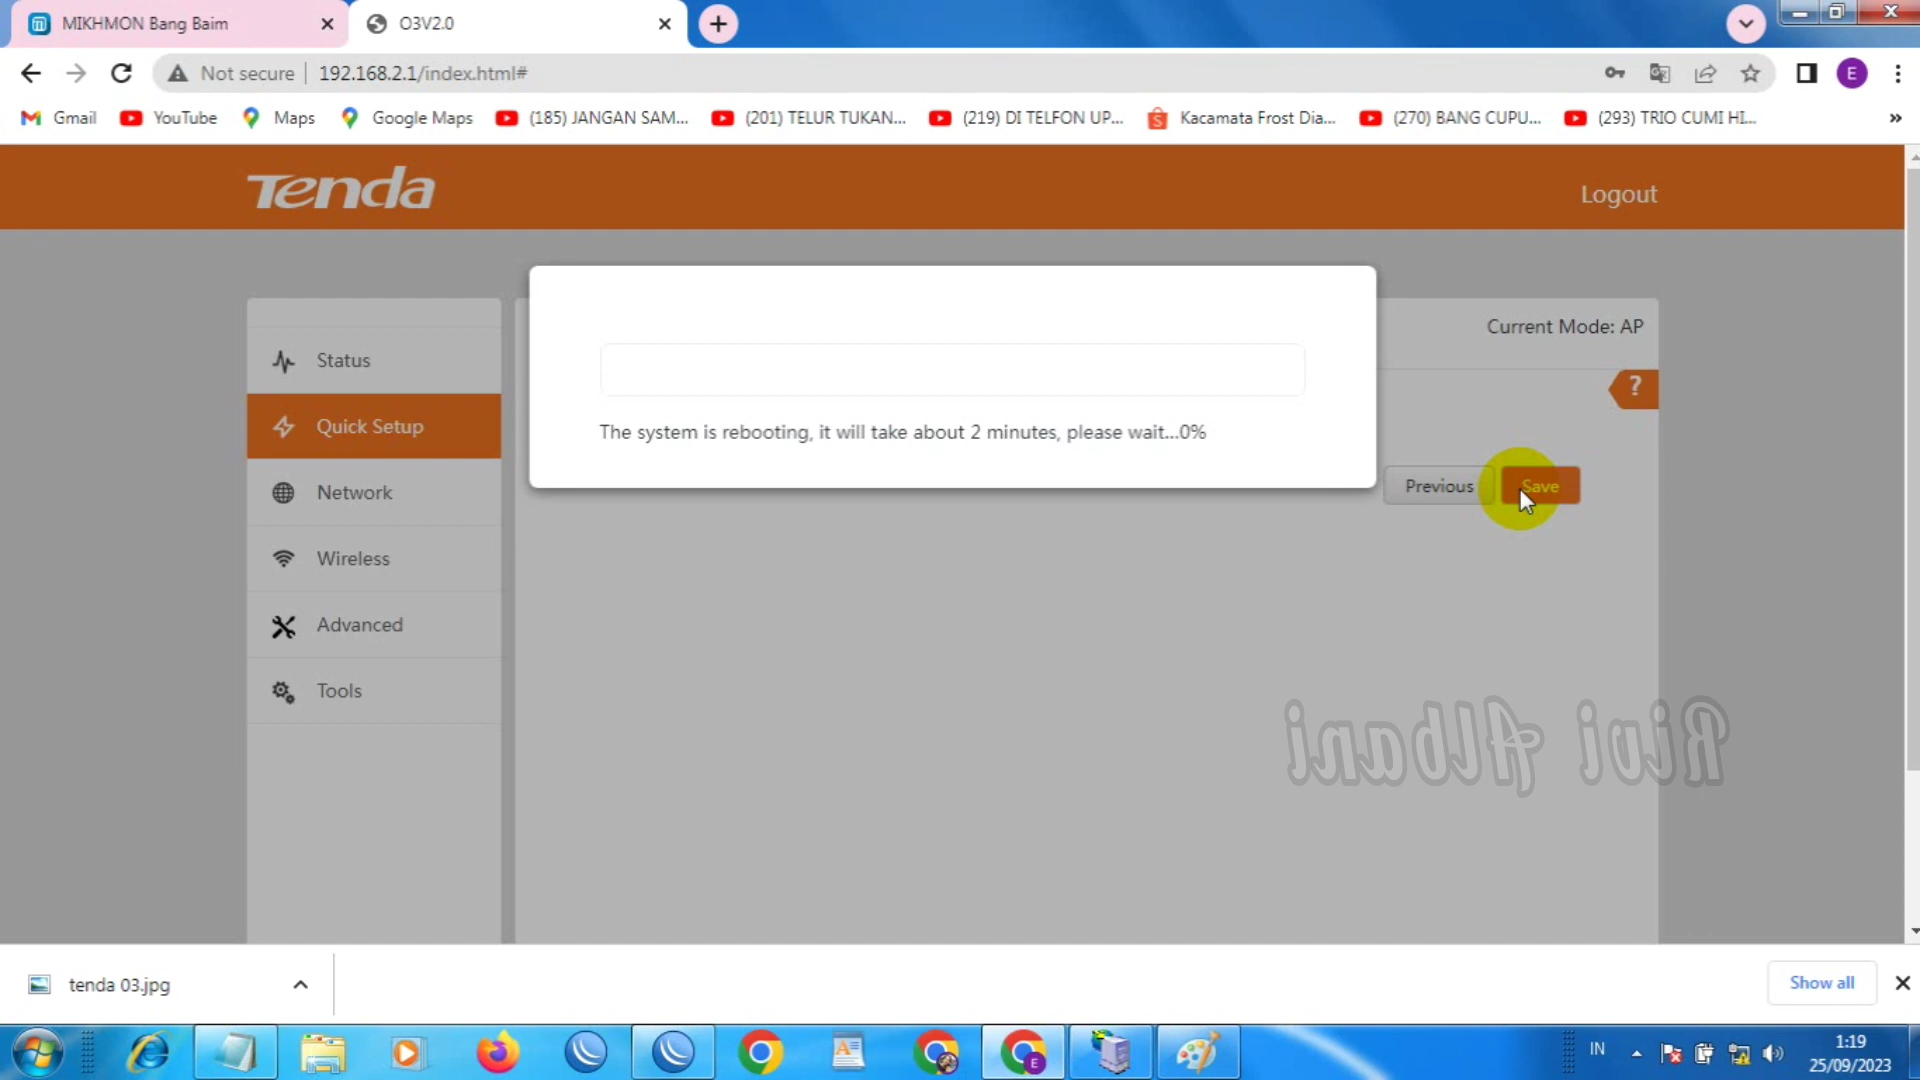 MIKHMON Bang Baim
O3V2.0
Not secure
192.168.2.1/index.html#
E
Gmail
YouTube
Maps
Google Maps
(185) JANGAN SAM...
(201) TELUR TUKAN...
(219) DI TELFON UP...
Kacamata Frost Dia...
(270) BANG CUPU...
(293) TRIO CUMI HI...
»
Tenda
Logout
Current Mode: AP
?
Status
Quick Setup
Network
Wireless
Advanced
Tools
The system is rebooting, it will take about 2 minutes, please wait...0%
Previous
Save
Rivi Albani
tenda 03.jpg
Show all
E
IN
1:19
25/09/2023